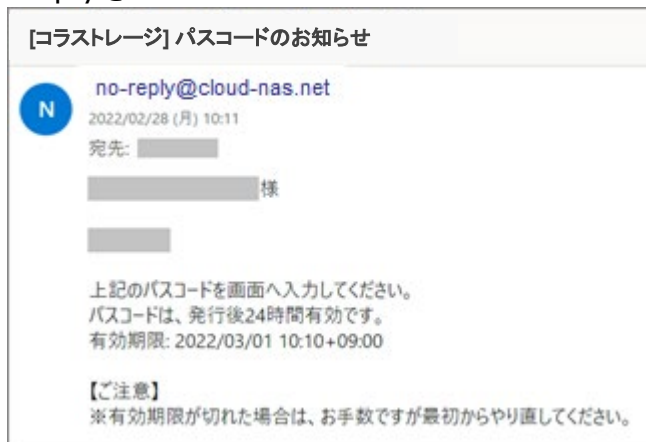 [コラストレージ] パスコードのお知らせ
N
no-reply@cloud-nas.net
2022/02/28 (月) 10:11
宛先:
様
上記のパスコードを画面へ入力してください。
パスコードは、発行後24時間有効です。
有効期限: 2022/03/01 10:10+09:00
【ご注意】
※有効期限が切れた場合は、お手数ですが最初からやり直してください。